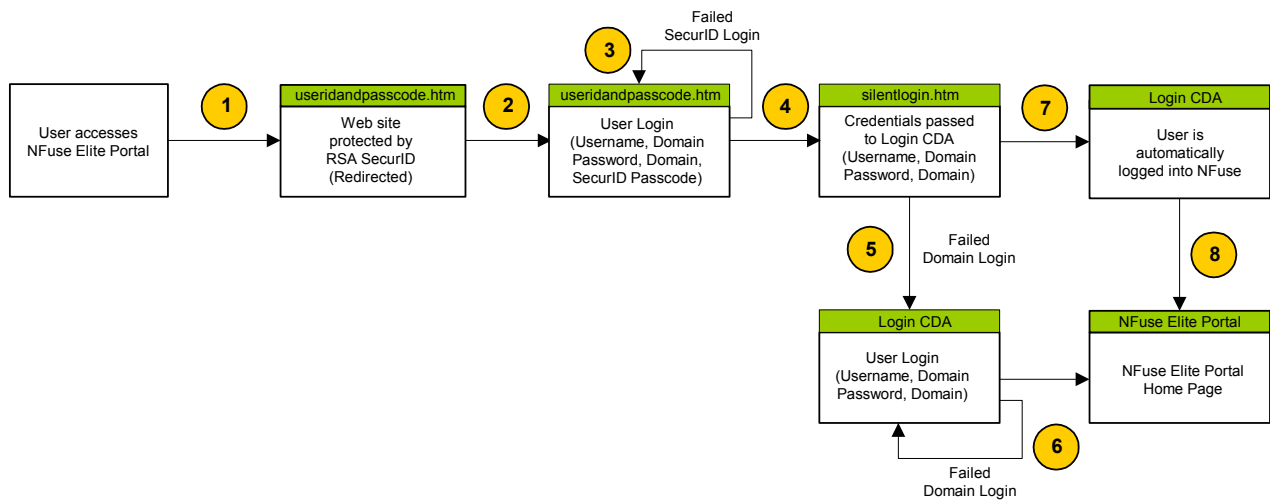 Failed
SecurID Login
3
1
2
4
7
User accesses
NFuse Elite Portal
useridandpasscode.htm
Web site
protected by
RSA SecurID
(Redirected)
useridandpasscode.htm
User Login
(Username, Domain
Password, Domain,
SecurID Passcode)
silentlogin.htm
Credentials passed
to Login CDA
(Username, Domain
Password, Domain)
Login CDA
User is
automatically
logged into NFuse
5
Failed
Domain Login
8
Login CDA
User Login
(Username, Domain
Password, Domain)
NFuse Elite Portal
NFuse Elite Portal
Home Page
6
Failed
Domain Login